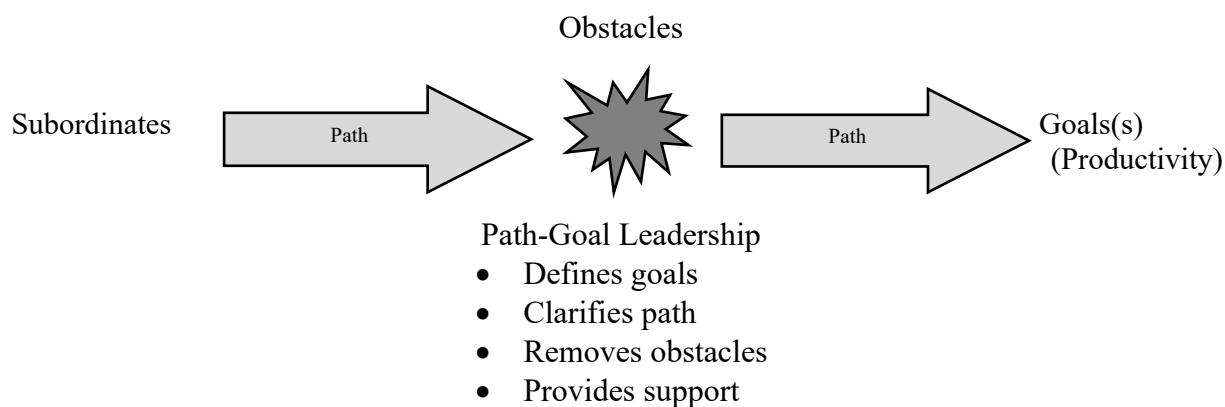 Obstacles
Subordinates
Path
Path
Goals(s)
(Productivity)
Path-Goal Leadership
• Defines goals
• Clarifies path
• Removes obstacles
• Provides support